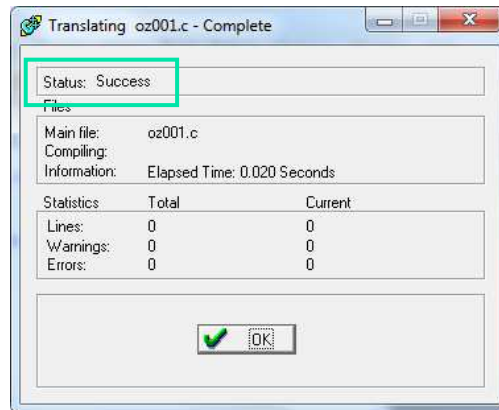 Translating oz001.c - Complete
Status: Success
Files
Main file: oz001.c
Compiling:
Information: Elapsed Time: 0.020 Seconds
Statistics Total Current
Lines: 0 0
Warnings: 0 0
Errors: 0 0
OK